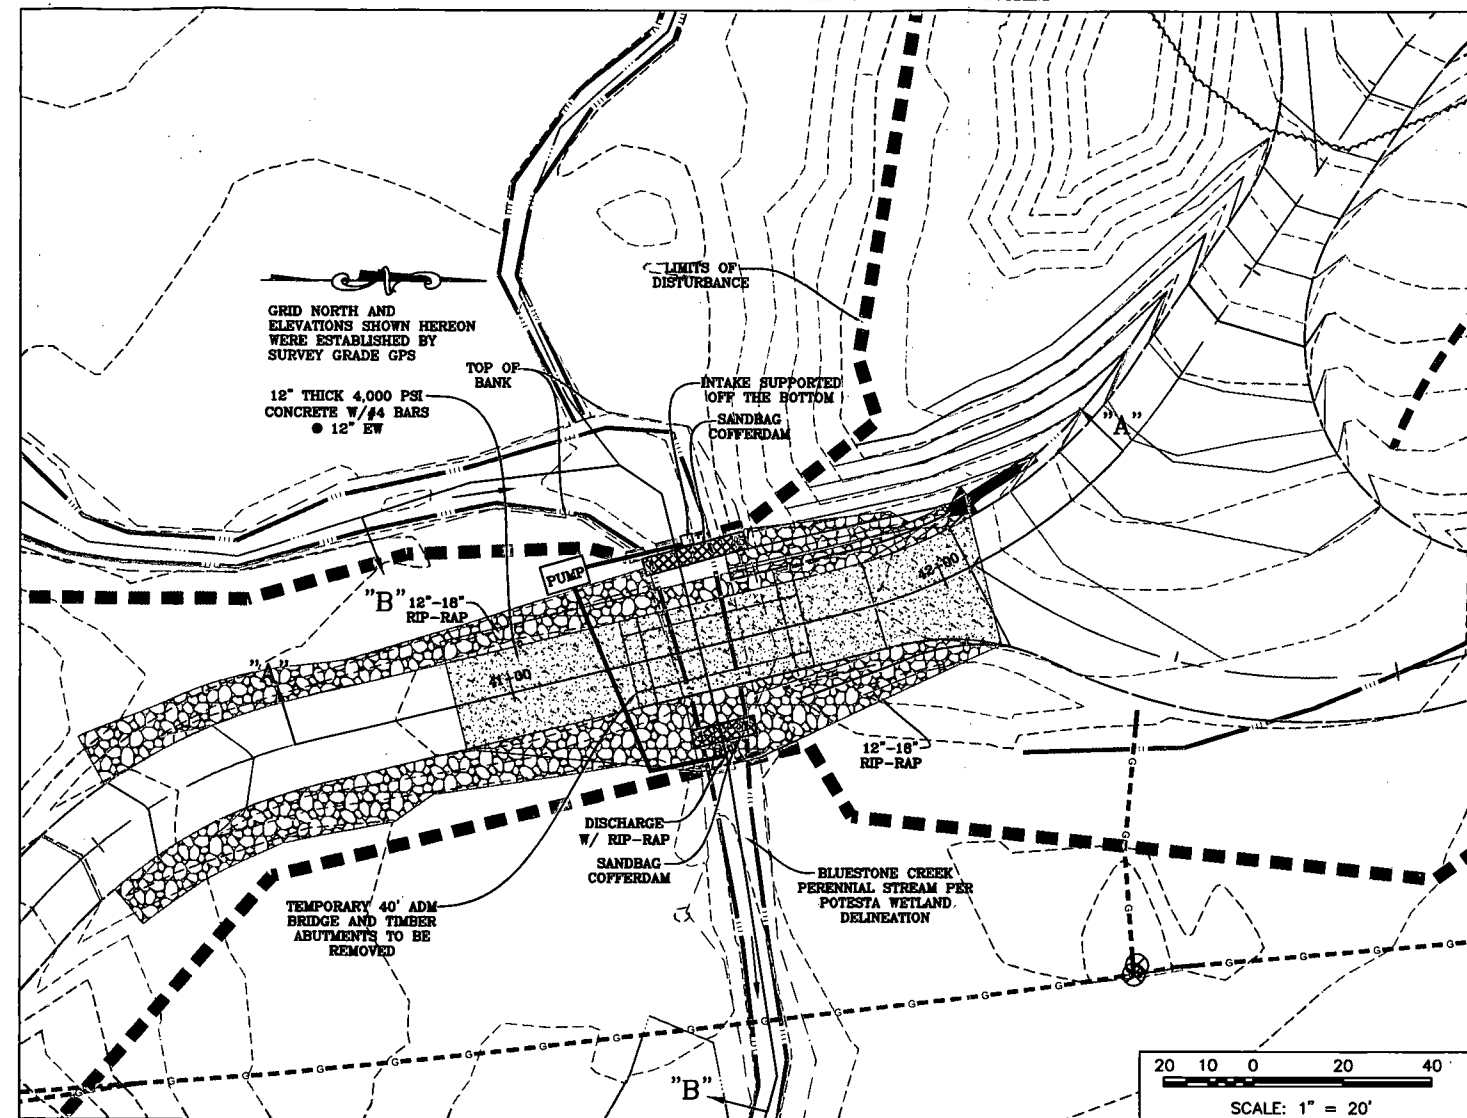 LIMITS OF
DISTURBANCE
GRID NORTH AND
ELEVATIONS SHOWN HEREON
WERE ESTABLISHED BY
SURVEY GRADE GPS
TOP OF
BANK
INTAKE SUPPORTED
OFF THE BOTTOM
12" THICK 4,000 PSI
CONCRETE W/#4 BARS
@ 12" EW
SANDBAG
COFFERDAM
"A"
PUMP
42+00
"B"
12"-18"
RIP-RAP
"A"
41+00
12"-18"
RIP-RAP
DISCHARGE
W/ RIP-RAP
SANDBAG
COFFERDAM
BLUESTONE CREEK
PERENNIAL STREAM PER
POTESTA WETLAND
DELINEATION
TEMPORARY 40' ADM
BRIDGE AND TIMBER
ABUTMENTS TO BE
REMOVED
G
G
G
G
G
G
G
G
G
G
G
G
"B"
20 10 0 20 40
SCALE: 1" = 20'